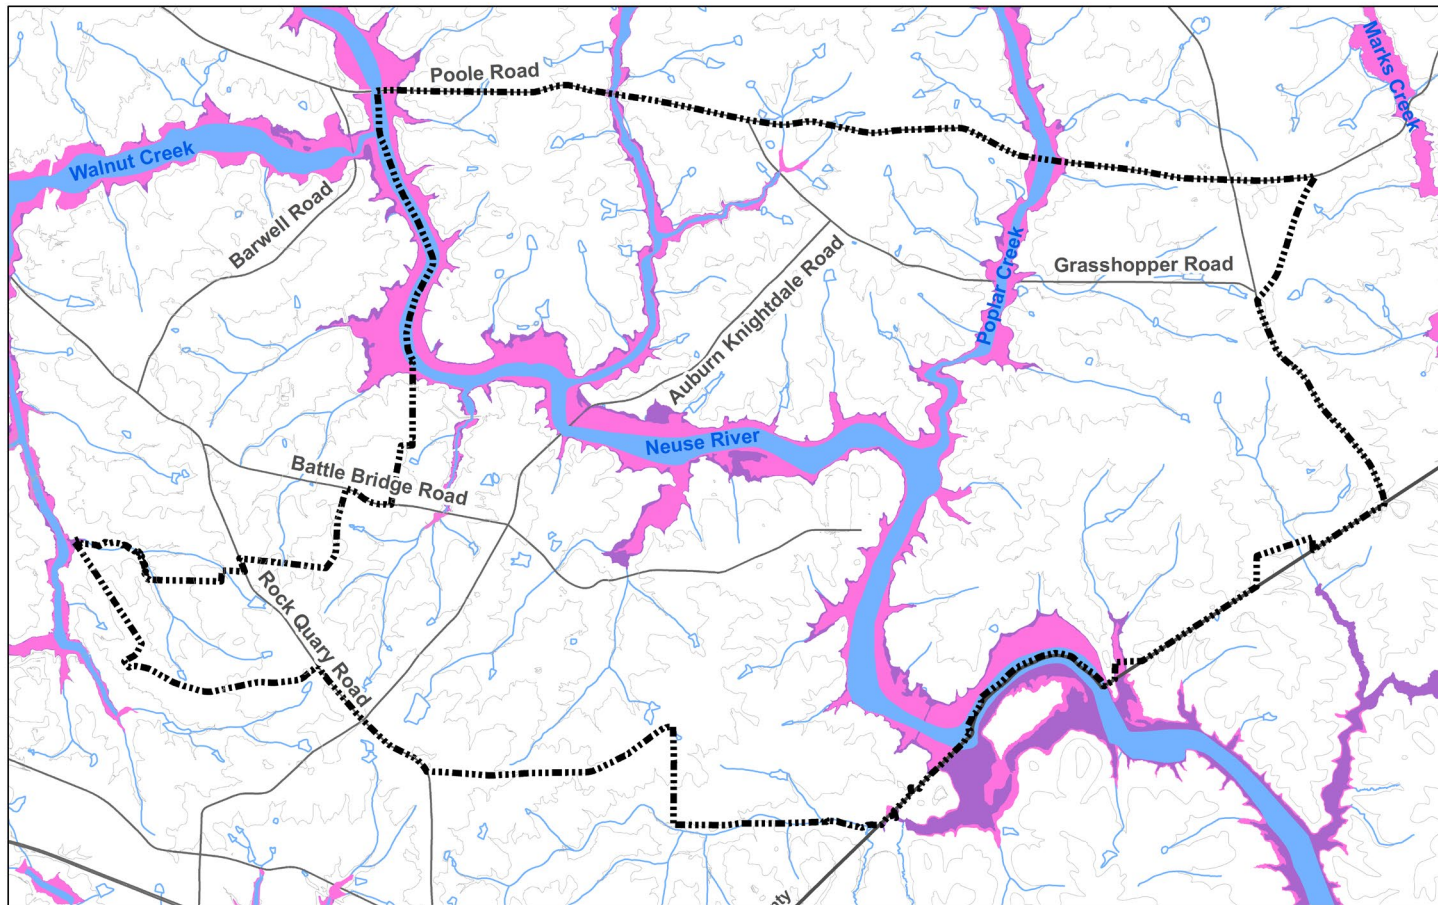 Marks Creek
Poole Road
Walnut Creek
Barwell Road
Grasshopper Road
Poplar Creek
Auburn Knightdale Road
Neuse River
Battle Bridge Road
Rock Quary Road